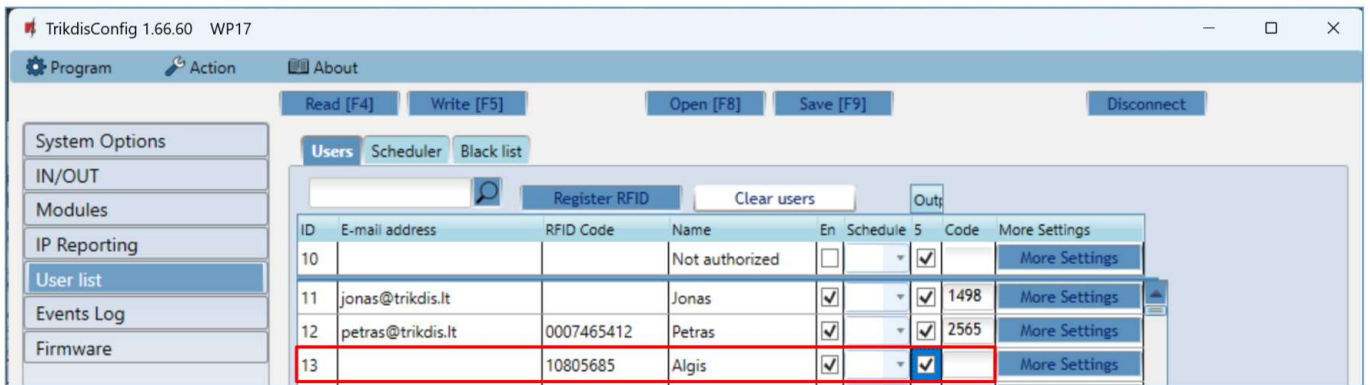 TrikdisConfig 1.66.60 WP17
Program Action About
Read [F4] Write [F5] Open [F8] Save [F9] Disconnect
System Options
IN/OUT
Modules
IP Reporting
User list
Events Log
Firmware
Users Scheduler Black list
Register RFID Clear users Outp
ID E-mail address RFID Code Name En Schedule 5 Code More Settings
10 Not authorized More Settings
11 jonas@trikdis.lt Jonas 1498 More Settings
12 petras@trikdis.lt 0007465412 Petras 2565 More Settings
13 10805685 Algis More Settings